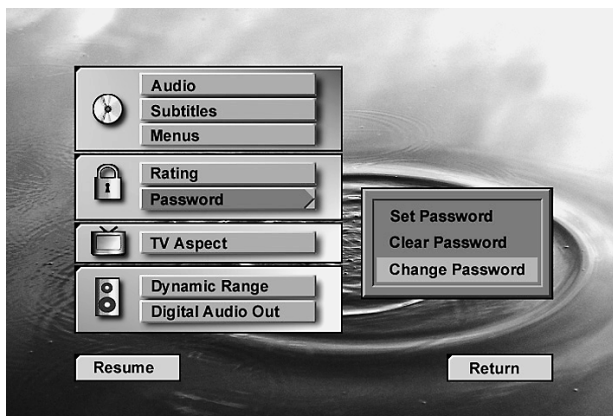 Audio
Subtitles
Menus
Rating
Password
TV Aspect
Dynamic Range
Digital Audio Out
Set Password
Clear Password
Change Password
Resume
Return